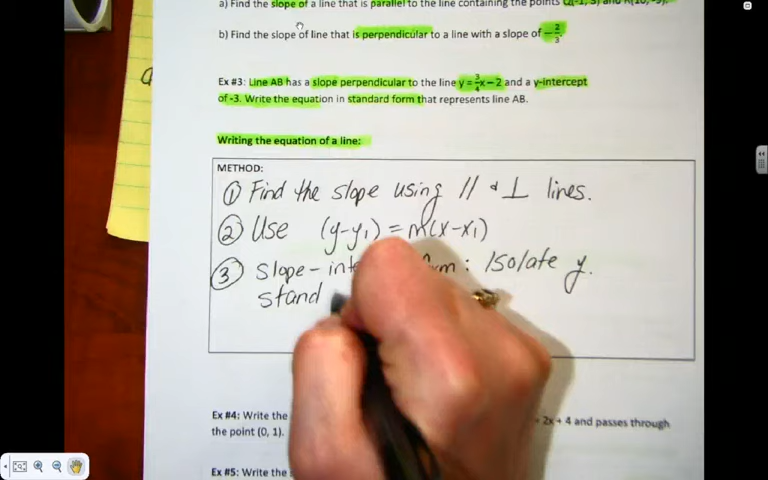 a) Find the slope of a line that is parallel to the line containing the points
b) Find the slope of line that is perpendicular to a line with a slope of -2/3.
Ex #3: Line AB has a slope perpendicular to the line y = 3/4x – 2 and a y-intercept
of -3. Write the equation in standard form that represents line AB.
Writing the equation of a line:
METHOD:
① Find the slope using // & ⊥ lines.
② Use (y-y₁) = m(x-x₁)
③ Slope - : Isolate y.
stand
Ex #4: Write the 2x + 4 and passes through
the point (0, 1).
Ex #5: Write the